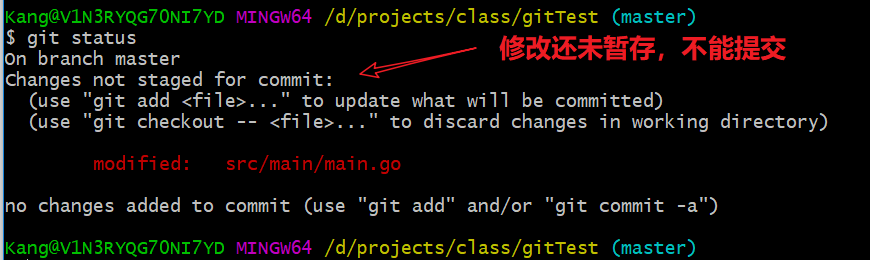 Kang@V1N3RYQG70NI7YD MINGW64 /d/projects/class/gitTest (master)
$ git status
On branch master
修改还未暂存，不能提交
Changes not staged for commit:
  (use "git add <file>..." to update what will be committed)
  (use "git checkout -- <file>..." to discard changes in working directory)
        modified:   src/main/main.go
no changes added to commit (use "git add" and/or "git commit -a")
Kang@V1N3RYQG70NI7YD MINGW64 /d/projects/class/gitTest (master)